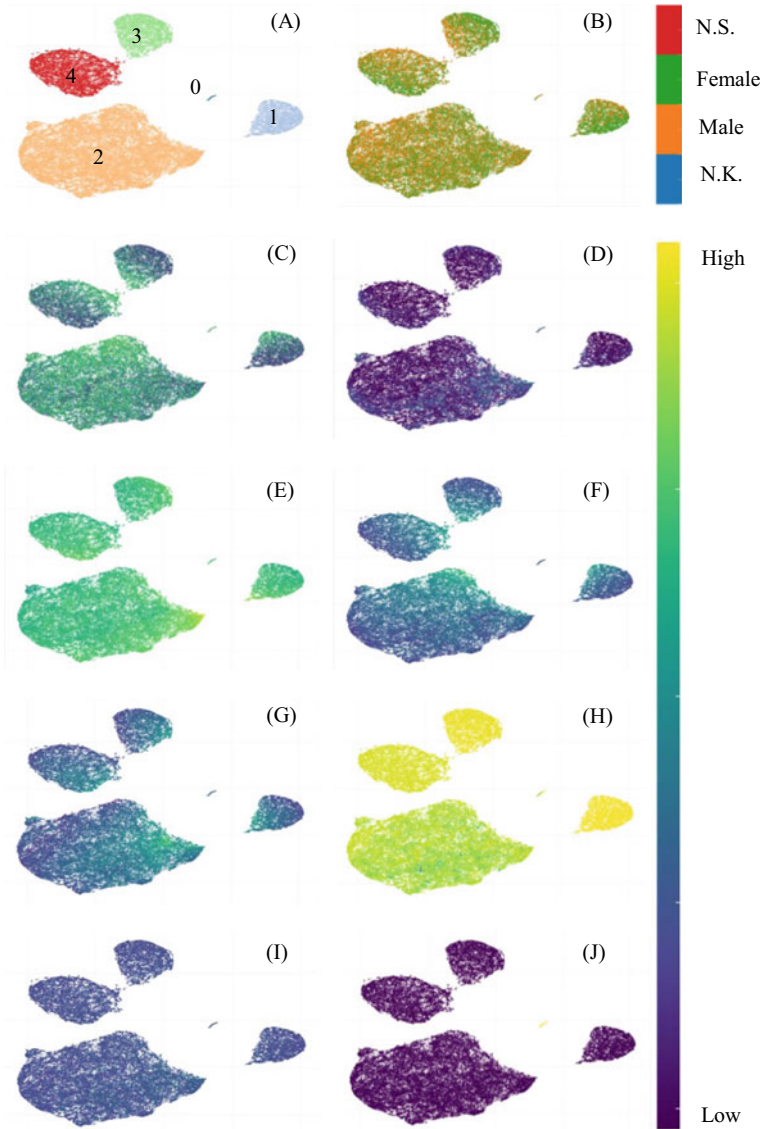 (A)
3
4
0
1
2
(B)
N.S.
Female
Male
N.K.
(C)
(D)
High
(E)
(F)
(G)
(H)
(I)
(J)
Low